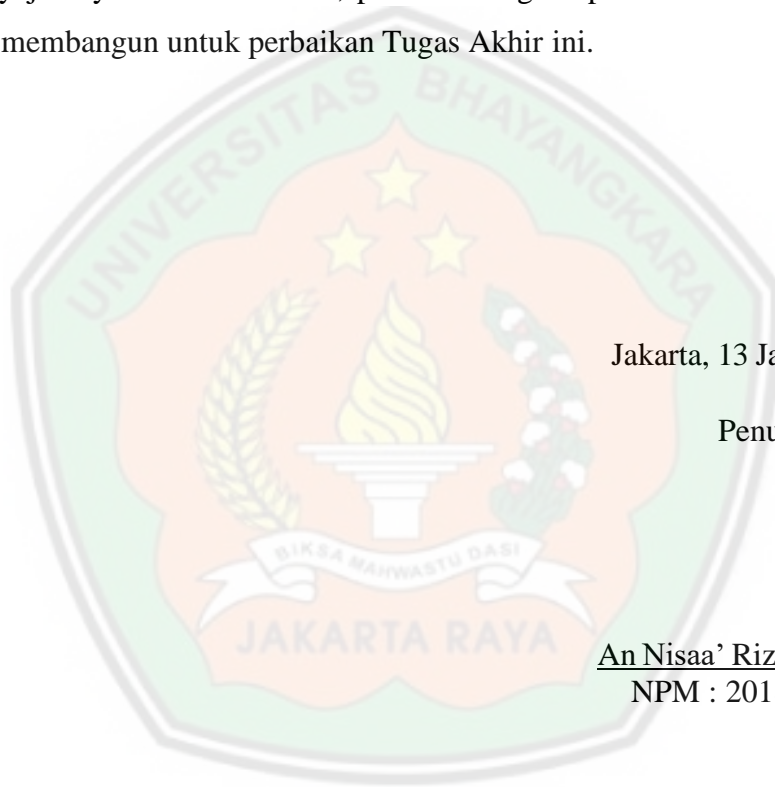 membangun untuk perbaikan Tugas Akhir ini.
UNIVERSITAS BHAYANGKARA
Jakarta, 13 Ja
Penu
BIKSA MAHWASTU DASI
JAKARTA RAYA
An Nisaa’ Riz
NPM : 201